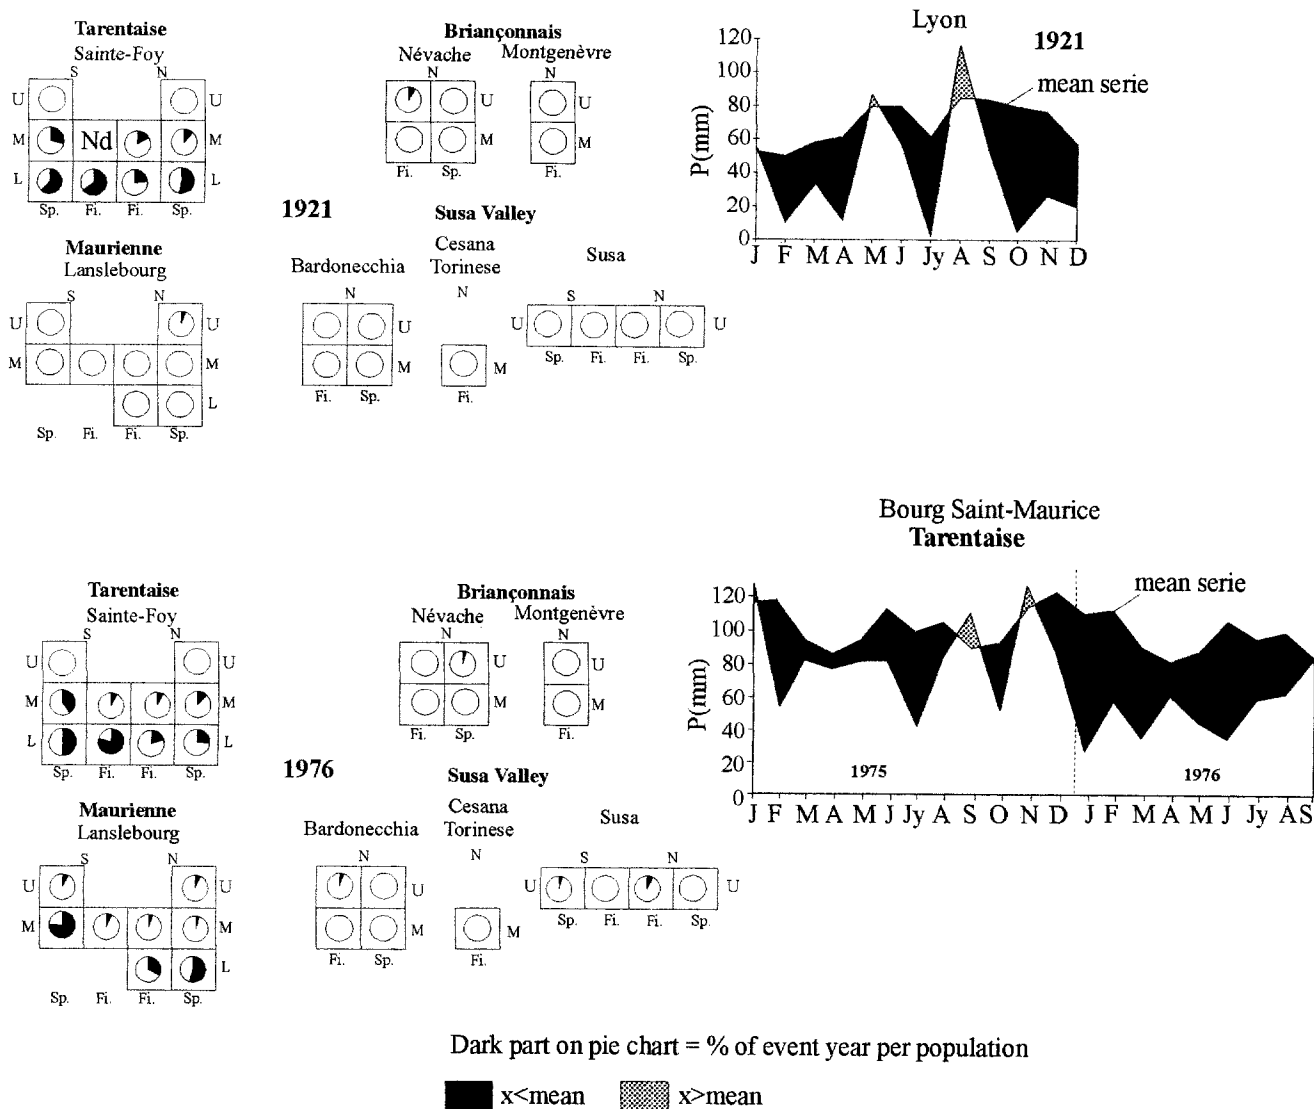 Tarentaise
Sainte-Foy
S N
U U
M Nd M
L L
Sp. Fi. Fi. Sp.
Maurienne
Lanslebourg
S N
U U
M M
L
Sp. Fi. Fi. Sp.
1921
Briançonnais
Névache Montgenèvre
N N
U U
M M
Fi. Sp. Fi.
Susa Valley
Bardonecchia
N
U
M
Fi. Sp.
Cesana
Torinese
N
M
Fi.
Susa
S N
U U
Sp. Fi. Fi. Sp.
Lyon
1921
mean serie
P(mm)
120
100
80
60
40
20
0
J F M A M J Jy A S O N D
Tarentaise
Sainte-Foy
S N
U U
M M
L L
Sp. Fi. Fi. Sp.
Maurienne
Lanslebourg
S N
U U
M M
L
Sp. Fi. Fi. Sp.
1976
Briançonnais
Névache Montgenèvre
N N
U U
M M
Fi. Sp. Fi.
Susa Valley
Bardonecchia
N
U
M
Fi. Sp.
Cesana
Torinese
N
M
Fi.
Susa
S N
U U
Sp. Fi. Fi. Sp.
Bourg Saint-Maurice
Tarentaise
mean serie
P(mm)
120
100
80
60
40
20
0
1975 1976
J F M A M J Jy A S O N D J F M A M J Jy A S
Dark part on pie chart = % of event year per population
x<mean x>mean